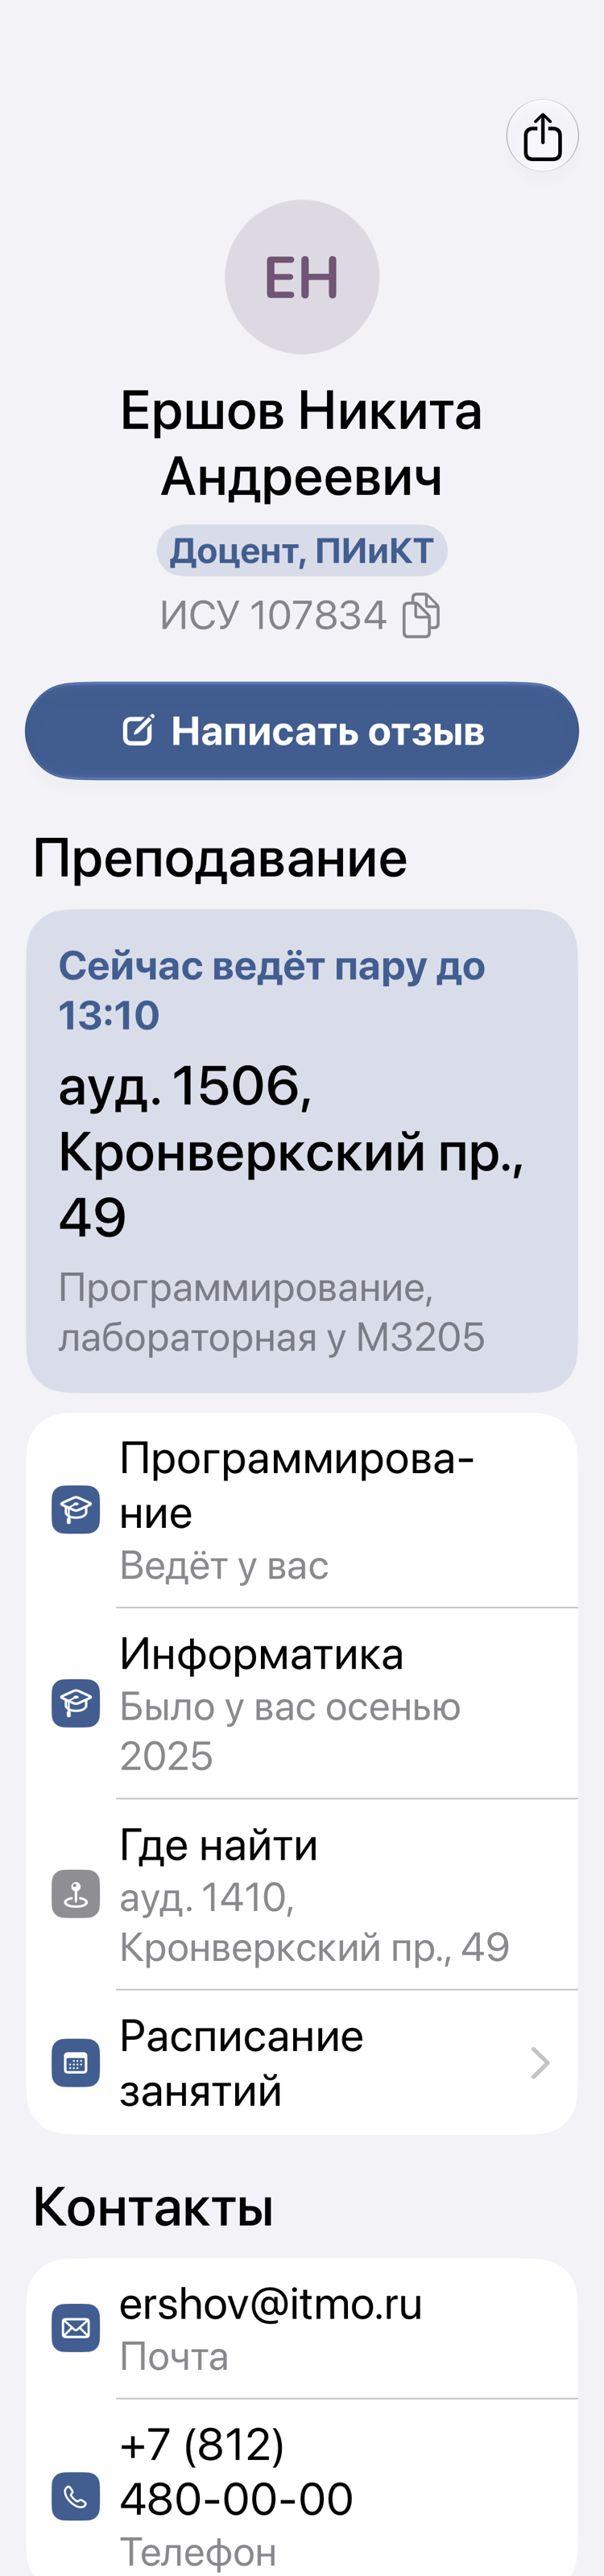 ЕН
Ершов Никита
Андреевич
Доцент, ПИиКТ
ИСУ 107834
Написать отзыв
Преподавание
Сейчас ведёт пару до
13:10
ауд. 1506,
Кронверкский пр.,
49
Программирование,
лабораторная у M3205
Программирова-
ние
Ведёт у вас
Информатика
Было у вас осенью
2025
Где найти
ауд. 1410,
Кронверкский пр., 49
Расписание
занятий
Контакты
ershov@itmo.ru
Почта
+7 (812)
480-00-00
Телефон